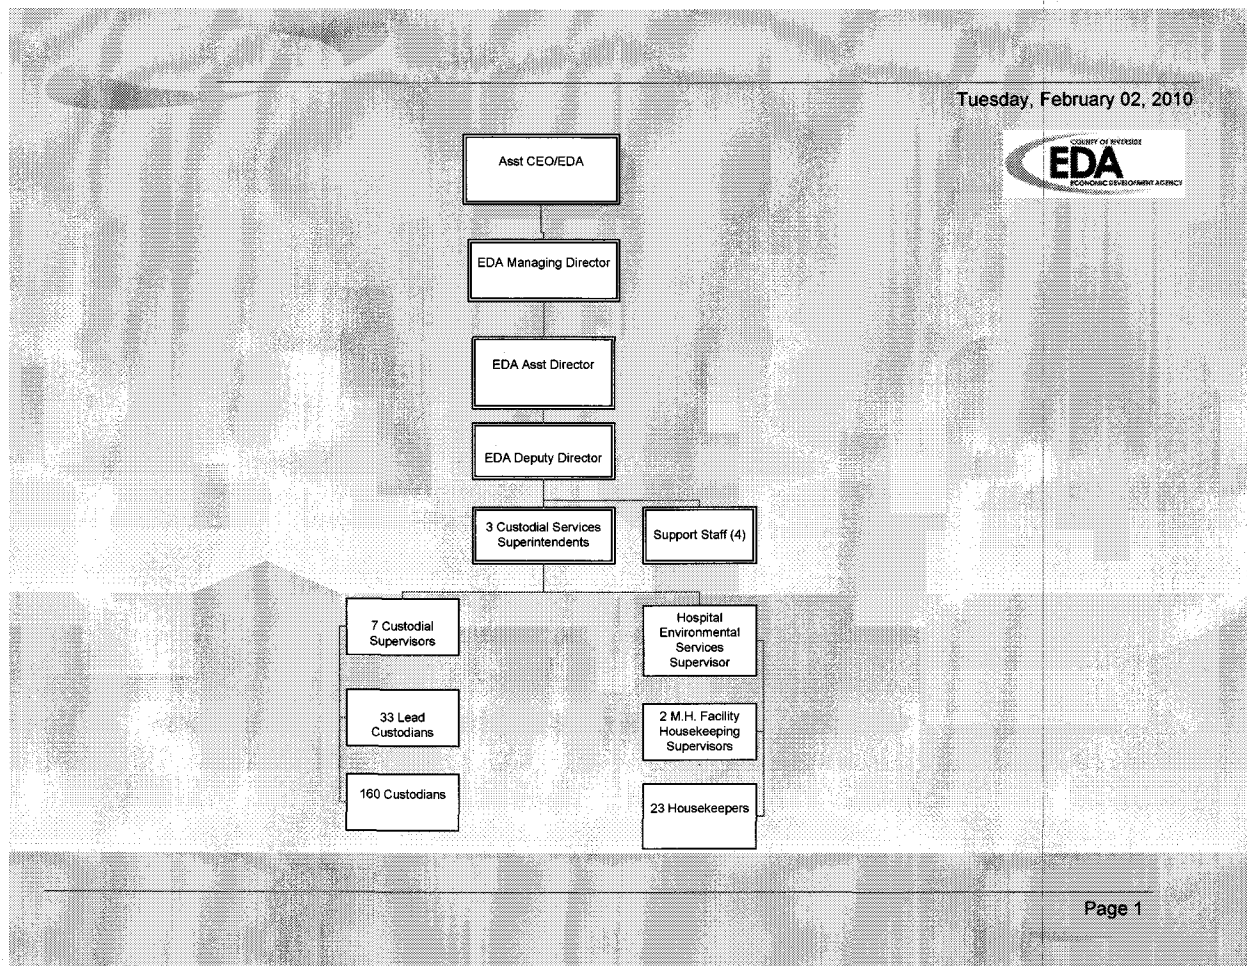 Tuesday, February 02, 2010
COUNTY OF RIVERSIDE
EDA
ECONOMIC DEVELOPMENT AGENCY
Asst CEO/EDA
EDA Managing Director
EDA Asst Director
EDA Deputy Director
3 Custodial Services
Superintendents
Support Staff (4)
7 Custodial
Supervisors
Hospital
Environmental
Services
Supervisor
33 Lead
Custodians
2 M.H. Facility
Housekeeping
Supervisors
160 Custodians
23 Housekeepers
Page 1